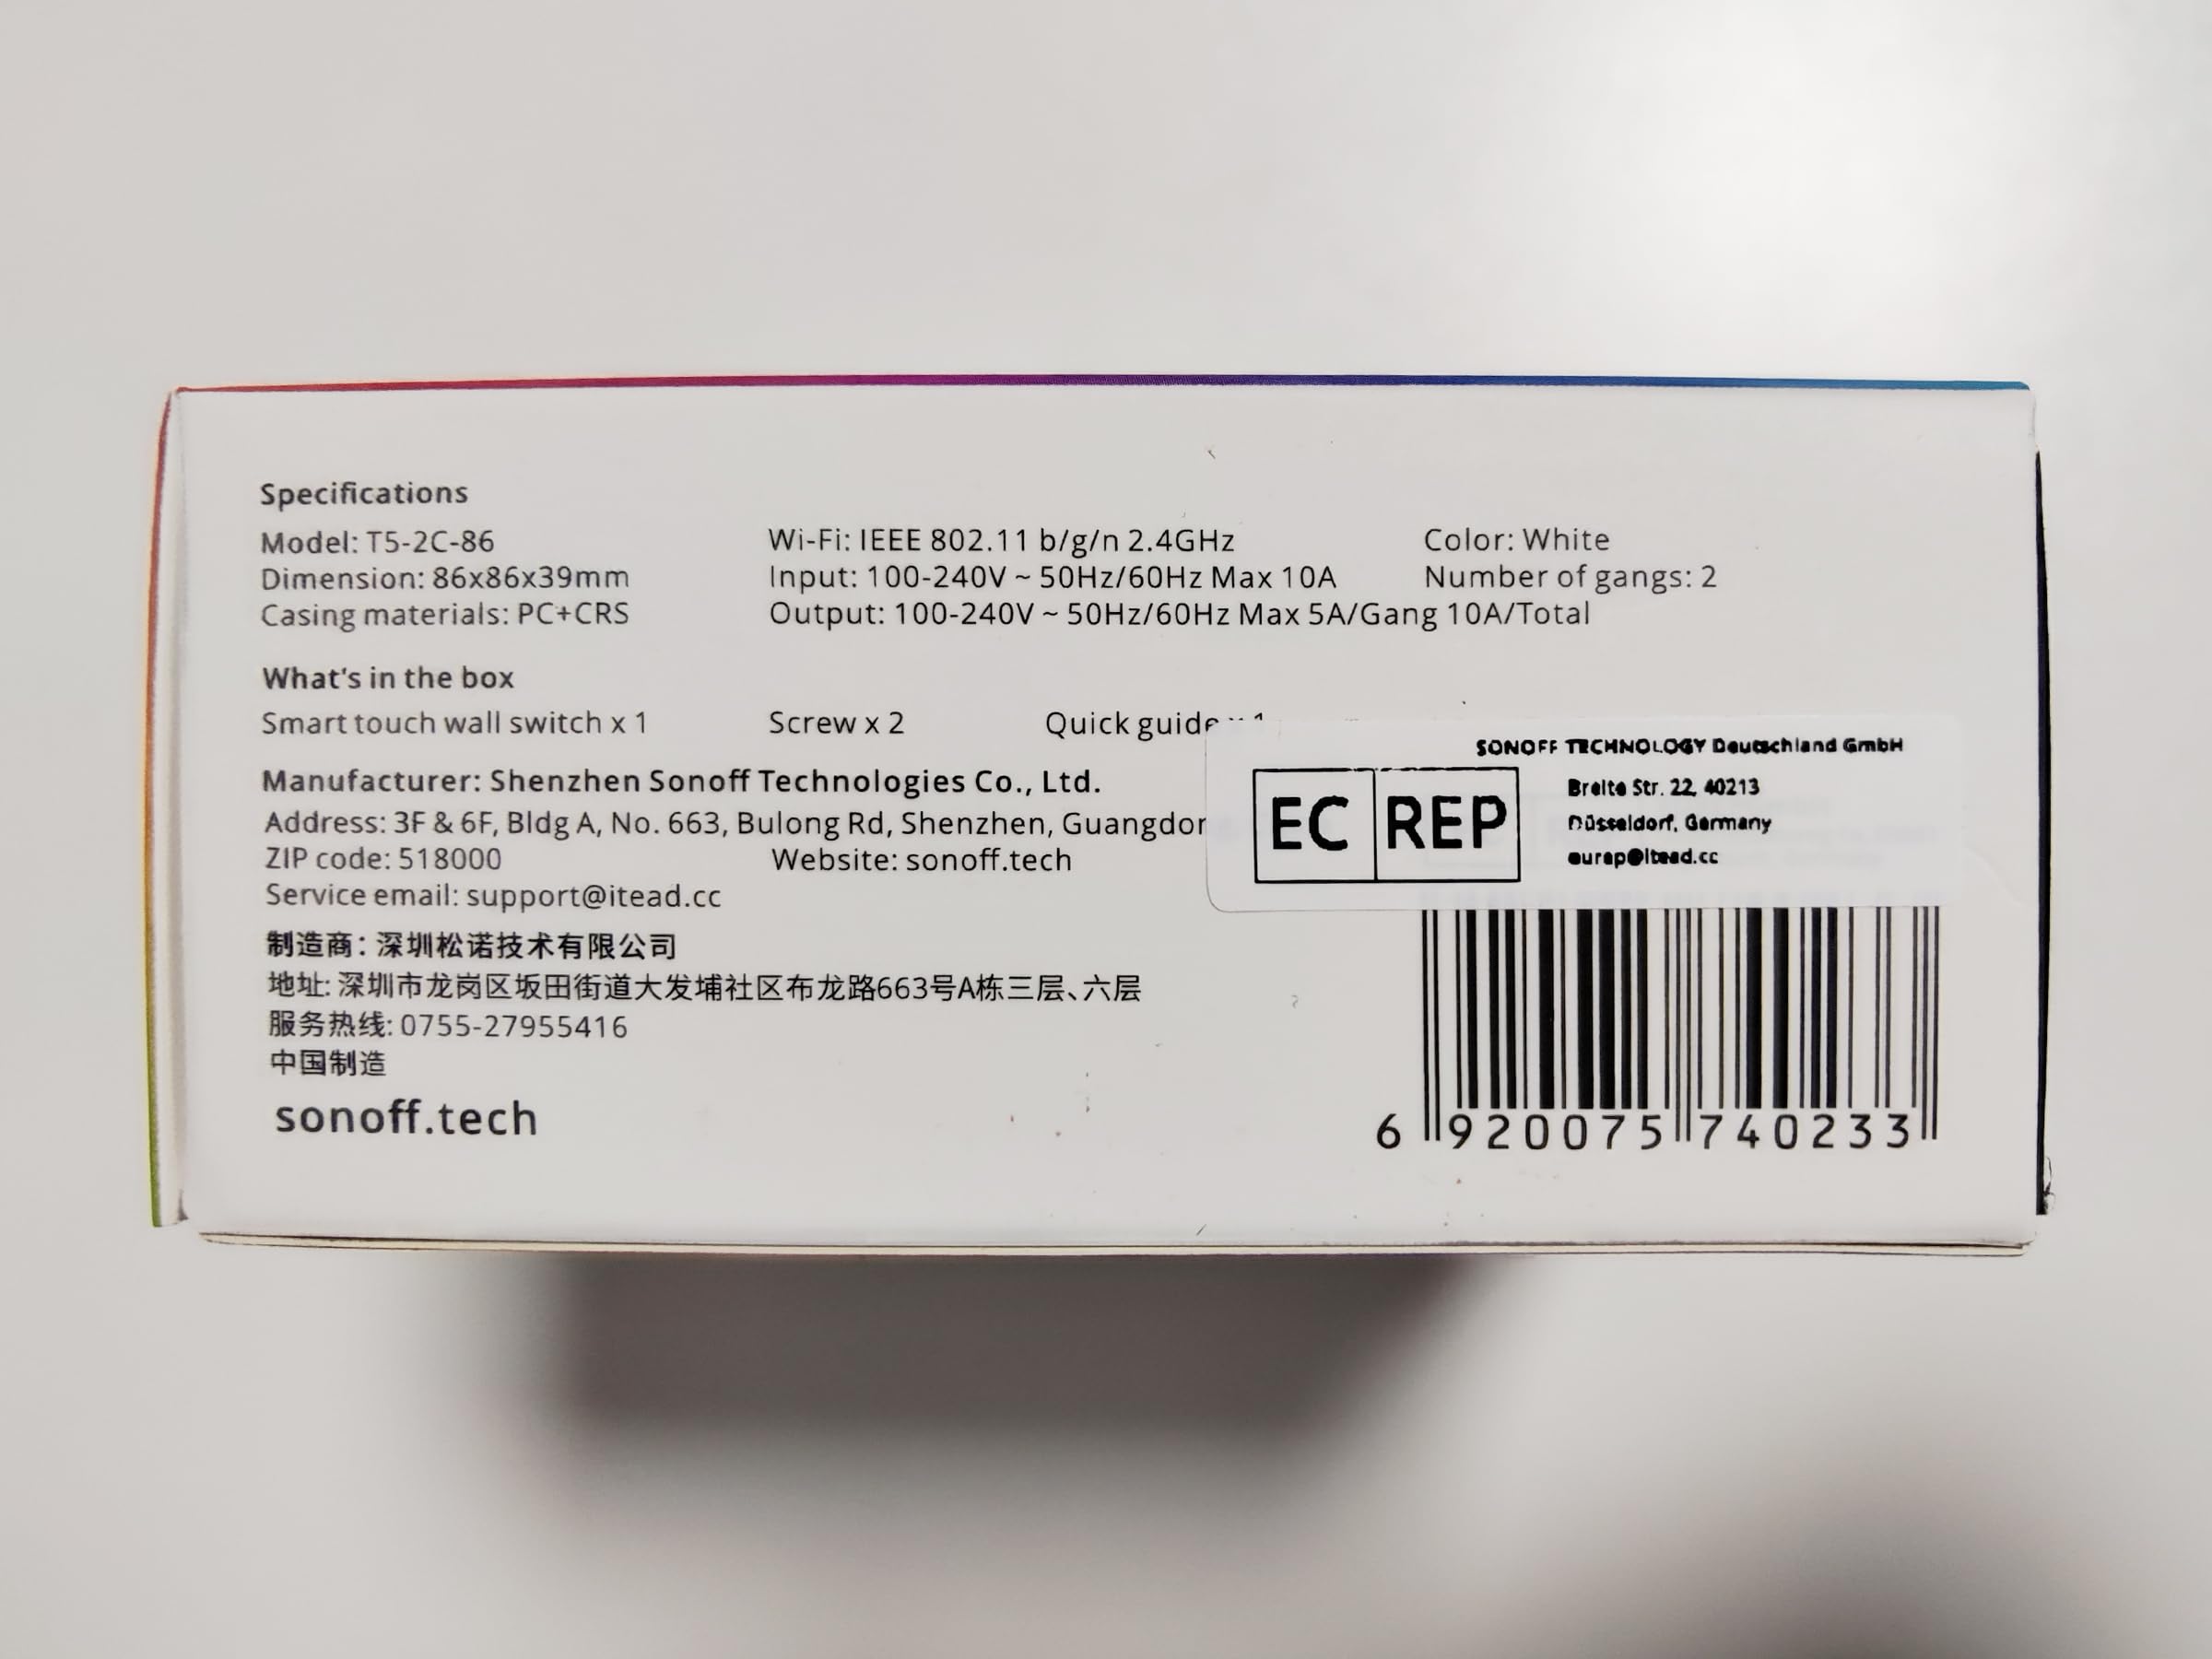 Specifications
Model: T5-2C-86
Dimension: 86x86x39mm
Casing materials: PC+CRS
Wi-Fi: IEEE 802.11 b/g/n 2.4GHz
Input: 100-240V ~ 50Hz/60Hz Max 10A
Output: 100-240V ~ 50Hz/60Hz Max 5A/Gang 10A/Total
Color: White
Number of gangs: 2
What's in the box
Smart touch wall switch x 1
Screw x 2
Quick guide x 1
Manufacturer: Shenzhen Sonoff Technologies Co., Ltd.
Address: 3F & 6F, Bldg A, No. 663, Bulong Rd, Shenzhen,
ZIP code: 518000
Website: sonoff.tech
Service email: support@itead.cc
制造商: 深圳松诺技术有限公司
地址: 深圳市龙岗区坂田街道大发埔社区布龙路663号A栋三层、六层
服务热线: 0755-27955416
中国制造
sonoff.tech
SONOFF TECHNOLOGY Deutschland GmbH
EC REP
Breite Str. 22, 40213
Düsseldorf, Germany
eurep@itead.cc
6 920075 740233